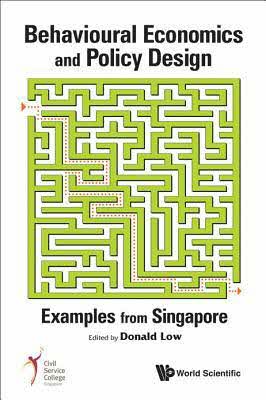 Behavioural Economics
and Policy Design
Examples from Singapore
Edited by Donald Low
Civil
Service
College
Singapore
World Scientific